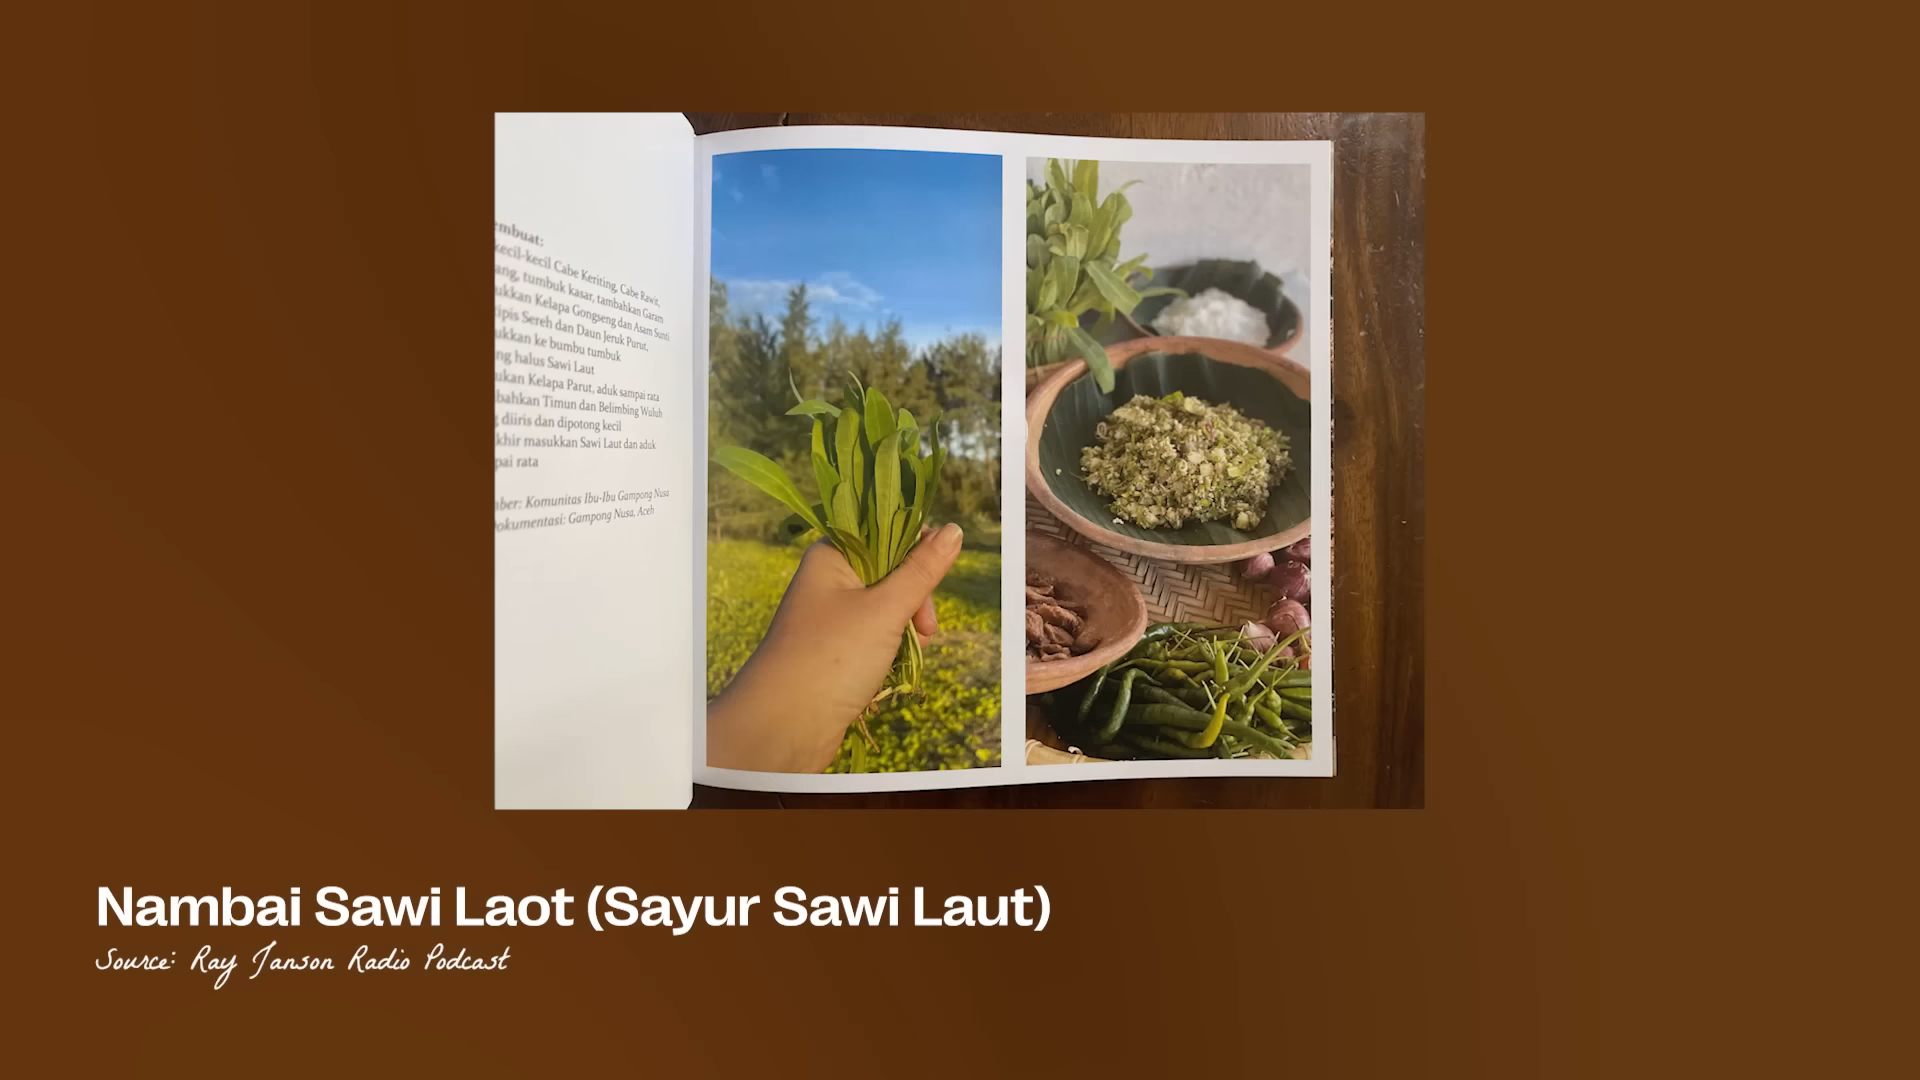 embuat:
kecil-kecil Cabe Keriting, Cabe Rawit,
ang, tumbuk kasar, tambahkan Garam
ukkan Kelapa Gongseng dan Asam Sunti
ipis Sereh dan Daun Jeruk Purut,
ukkan ke bumbu tumbuk
ng halus Sawi Laut
ukan Kelapa Parut, aduk sampai rata
bahkan Timun dan Belimbing Wuluh
g diiris dan dipotong kecil
khir masukkan Sawi Laut dan aduk
pai rata
mber: Komunitas Ibu-Ibu Gampong Nusa
Dokumentasi: Gampong Nusa, Aceh
Nambai Sawi Laot (Sayur Sawi Laut)
Source: Ray Janson Radio Podcast